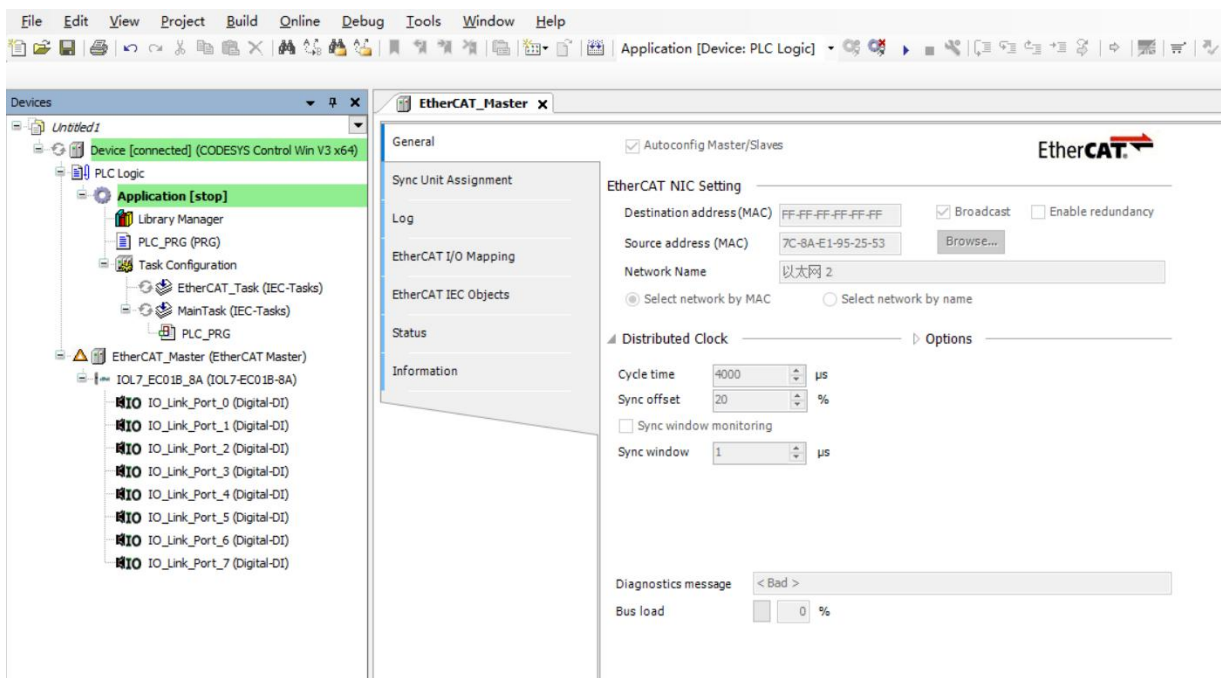 File Edit View Project Build Online Debug Tools Window Help
Application [Device: PLC Logic]
Devices
EtherCAT_Master
Untitled1
Device [connected] (CODESYS Control Win V3 x64)
PLC Logic
Application [stop]
Library Manager
PLC_PRG (PRG)
Task Configuration
EtherCAT_Task (IEC-Tasks)
MainTask (IEC-Tasks)
PLC_PRG
EtherCAT_Master (EtherCAT Master)
IOL7_EC01B_8A (IOL7-EC01B-8A)
IO_Link_Port_0 (Digital-DI)
IO_Link_Port_1 (Digital-DI)
IO_Link_Port_2 (Digital-DI)
IO_Link_Port_3 (Digital-DI)
IO_Link_Port_4 (Digital-DI)
IO_Link_Port_5 (Digital-DI)
IO_Link_Port_6 (Digital-DI)
IO_Link_Port_7 (Digital-DI)
General
Sync Unit Assignment
Log
EtherCAT I/O Mapping
EtherCAT IEC Objects
Status
Information
Autoconfig Master/Slaves
EtherCAT
EtherCAT NIC Setting
Destination address (MAC) FF-FF-FF-FF-FF-FF Broadcast Enable redundancy
Source address (MAC) 7C-8A-E1-95-25-53 Browse...
Network Name 以太网 2
Select network by MAC Select network by name
Distributed Clock Options
Cycle time 4000 µs
Sync offset 20 %
Sync window monitoring
Sync window 1 µs
Diagnostics message < Bad >
Bus load 0 %